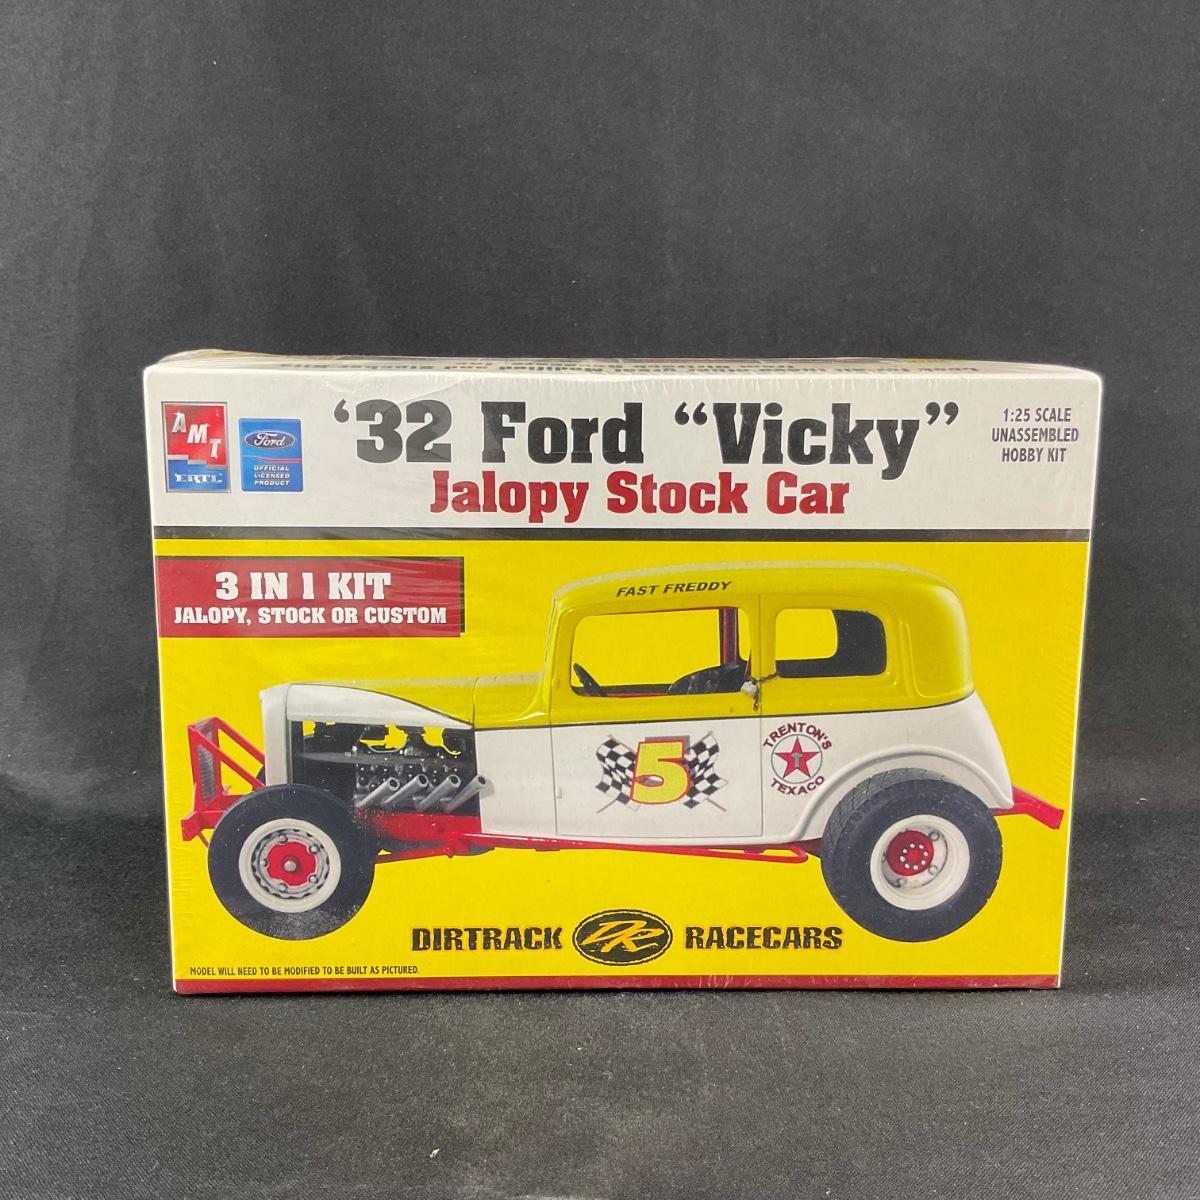 AMT
ERTL
Ford
OFFICIAL
LICENSED
PRODUCT
'32 Ford "Vicky"
Jalopy Stock Car
1:25 SCALE
UNASSEMBLED
HOBBY KIT
3 IN 1 KIT
JALOPY, STOCK OR CUSTOM
FAST FREDDY
5
TRENTON'S
T
TEXACO
DIRTRACK DR RACECARS
MODEL WILL NEED TO BE MODIFIED TO BE BUILT AS PICTURED.